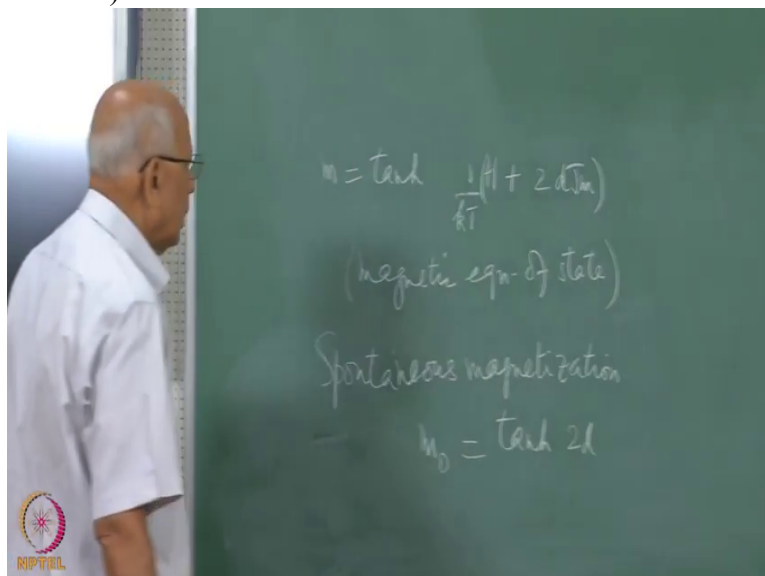 )
m = tanh 1/kT (H + 2dJm)
(magnetic eqn. of state)
Spontaneous magnetization
m₀ = tanh 2d
NPTEL